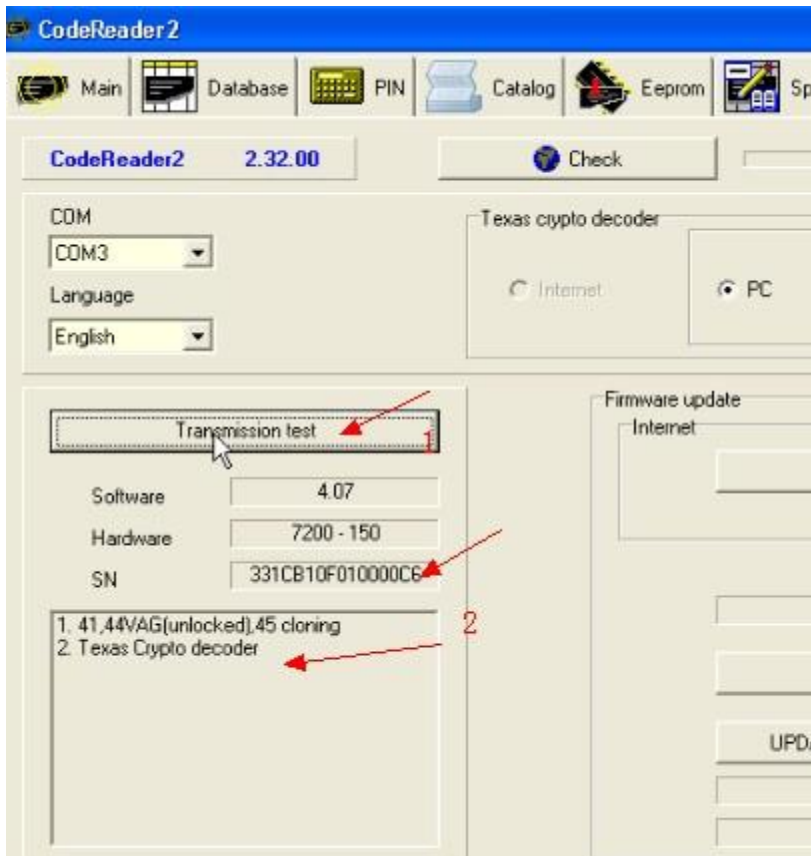 CodeReader2
Main Database PIN Catalog Eeprom Sp
CodeReader2 2.32.00 Check
COM
COM3
Language
English
Texas crypto decoder
Internet PC
Transmission test
1
Software 4.07
Hardware 7200 - 150
SN 331CB10F010000C6
2
1. 41,44VAG(unlocked),45 cloning
2. Texas Crypto decoder
Firmware update
Internet
UPDA